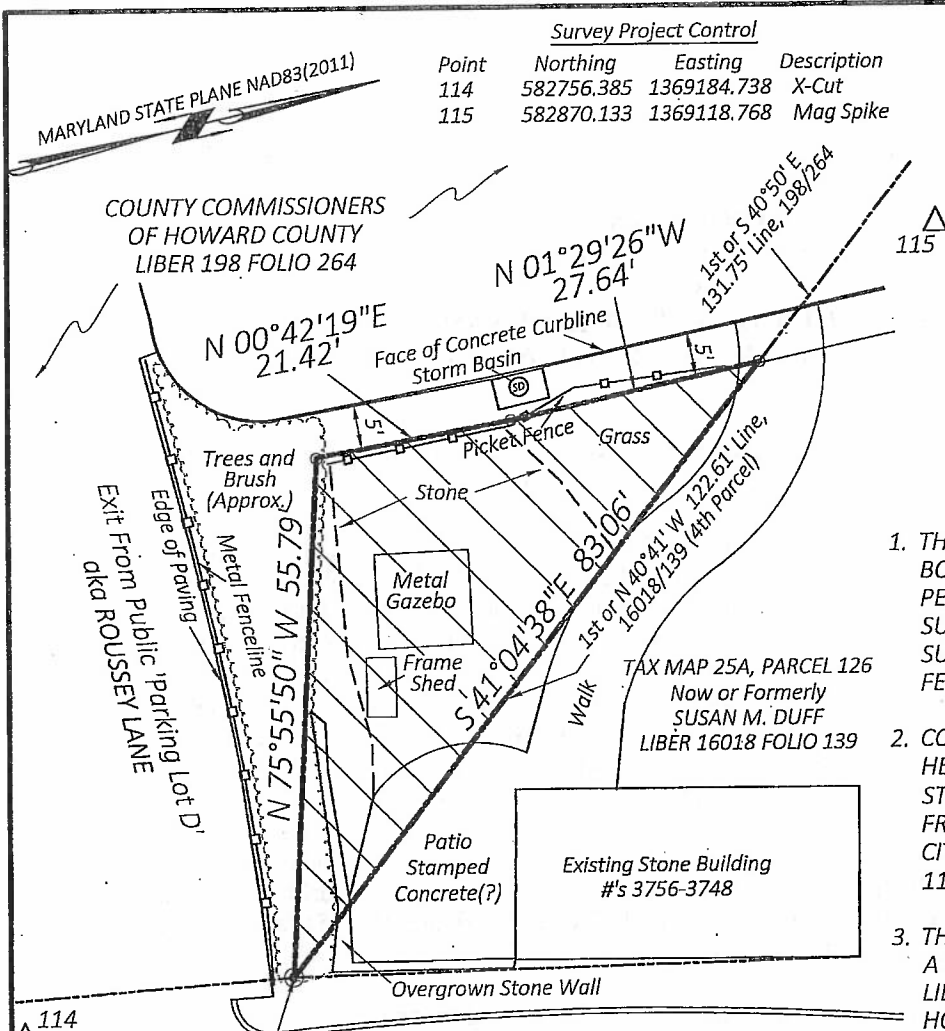 Survey Project Control
Point Northing Easting Description
114 582756.385 1369184.738 X-Cut
115 582870.133 1369118.768 Mag Spike
MARYLAND STATE PLANE NAD83(2011)
COUNTY COMMISSIONERS
OF HOWARD COUNTY
LIBER 198 FOLIO 264
1st or S 40°50' E
131.75' Line, 198/264
115
N 01°29'26"W
27.64'
N 00°42'19"E
21.42'
Face of Concrete Curbline
Storm Basin
SD
5'
5'
Picket Fence
Grass
Trees and
Brush
(Approx.)
Stone
Edge of Paving
Metal Fenceline
Exit From Public 'Parking Lot D'
aka ROUSSEY LANE
N 75°55'50" W 55.79'
Metal
Gazebo
Frame
Shed
S 41°04'38"E 83.06'
1st or N 40°41' W 122.61' Line,
16018/139 (4th Parcel)
Walk
TAX MAP 25A, PARCEL 126
Now or Formerly
SUSAN M. DUFF
LIBER 16018 FOLIO 139
Patio
Stamped
Concrete(?)
Existing Stone Building
#'s 3756-3748
Overgrown Stone Wall
114
1. TH
BO
PE
SU
SU
FE
2. CO
HE
ST
FR
CI
11
3. TH
A
LI
HO